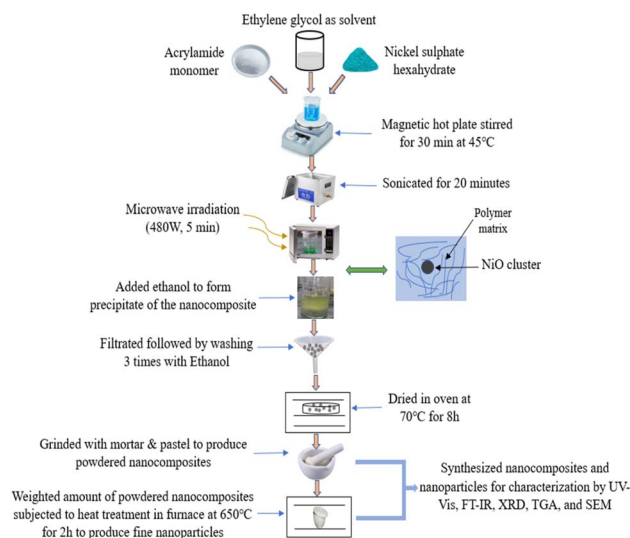 Ethylene glycol as solvent
Acrylamide
monomer
Nickel sulphate
hexahydrate
Magnetic hot plate stirred
for 30 min at 45℃
Sonicated for 20 minutes
Microwave irradiation
(480W, 5 min)
Polymer
matrix
NiO cluster
Added ethanol to form
precipitate of the nanocomposite
Filtrated followed by washing
3 times with Ethanol
Dried in oven at
70℃ for 8h
Grinded with mortar & pastel to produce
powdered nanocomposites
Synthesized nanocomposites and
nanoparticles for characterization by UV-
Vis, FT-IR, XRD, TGA, and SEM
Weighted amount of powdered nanocomposites
subjected to heat treatment in furnace at 650℃
for 2h to produce fine nanoparticles